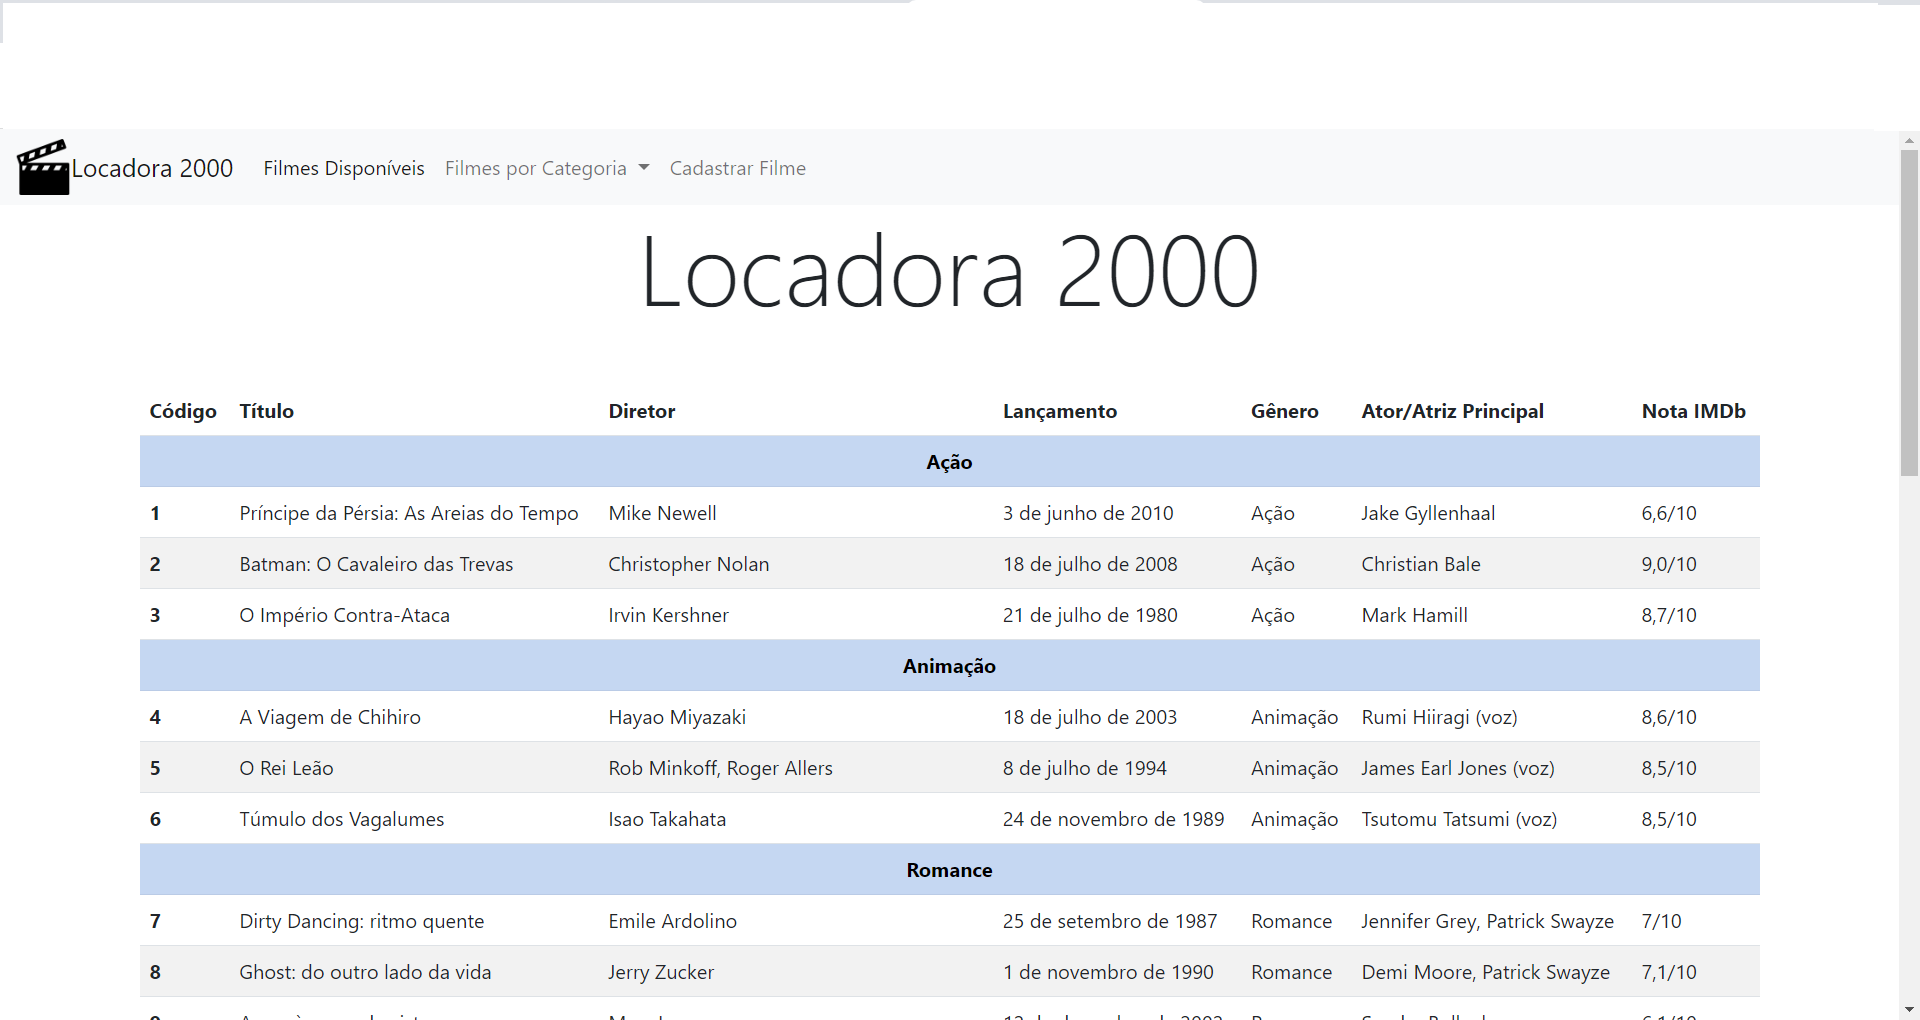 Locadora 2000 Filmes Disponíveis Filmes por Categoria Cadastrar Filme
Locadora 2000
Código Título Diretor Lançamento Gênero Ator/Atriz Principal Nota IMDb
Ação
1 Príncipe da Pérsia: As Areias do Tempo Mike Newell 3 de junho de 2010 Ação Jake Gyllenhaal 6,6/10
2 Batman: O Cavaleiro das Trevas Christopher Nolan 18 de julho de 2008 Ação Christian Bale 9,0/10
3 O Império Contra-Ataca Irvin Kershner 21 de julho de 1980 Ação Mark Hamill 8,7/10
Animação
4 A Viagem de Chihiro Hayao Miyazaki 18 de julho de 2003 Animação Rumi Hiiragi (voz) 8,6/10
5 O Rei Leão Rob Minkoff, Roger Allers 8 de julho de 1994 Animação James Earl Jones (voz) 8,5/10
6 Túmulo dos Vagalumes Isao Takahata 24 de novembro de 1989 Animação Tsutomu Tatsumi (voz) 8,5/10
Romance
7 Dirty Dancing: ritmo quente Emile Ardolino 25 de setembro de 1987 Romance Jennifer Grey, Patrick Swayze 7/10
8 Ghost: do outro lado da vida Jerry Zucker 1 de novembro de 1990 Romance Demi Moore, Patrick Swayze 7,1/10